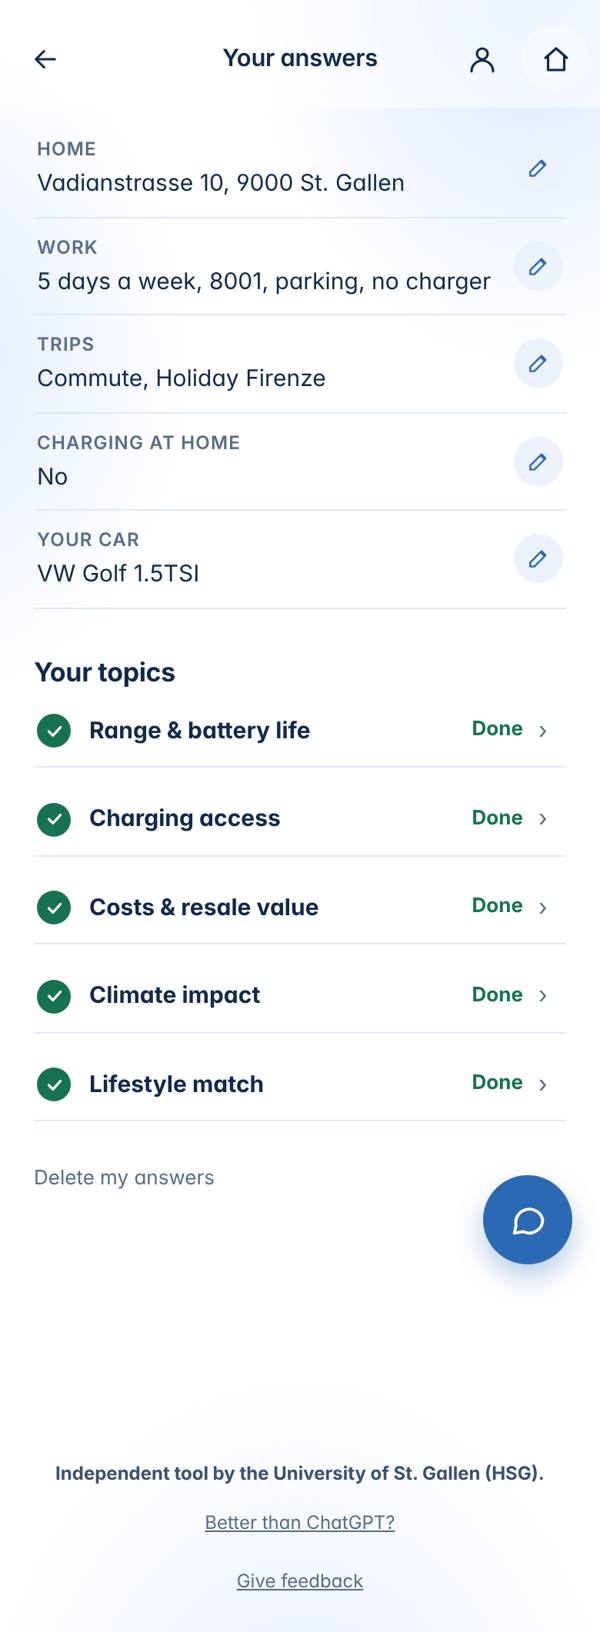 Your answers
HOME
Vadianstrasse 10, 9000 St. Gallen
WORK
5 days a week, 8001, parking, no charger
TRIPS
Commute, Holiday Firenze
CHARGING AT HOME
No
YOUR CAR
VW Golf 1.5TSI
Your topics
Range & battery life Done
Charging access Done
Costs & resale value Done
Climate impact Done
Lifestyle match Done
Delete my answers
Independent tool by the University of St. Gallen (HSG).
Better than ChatGPT?
Give feedback